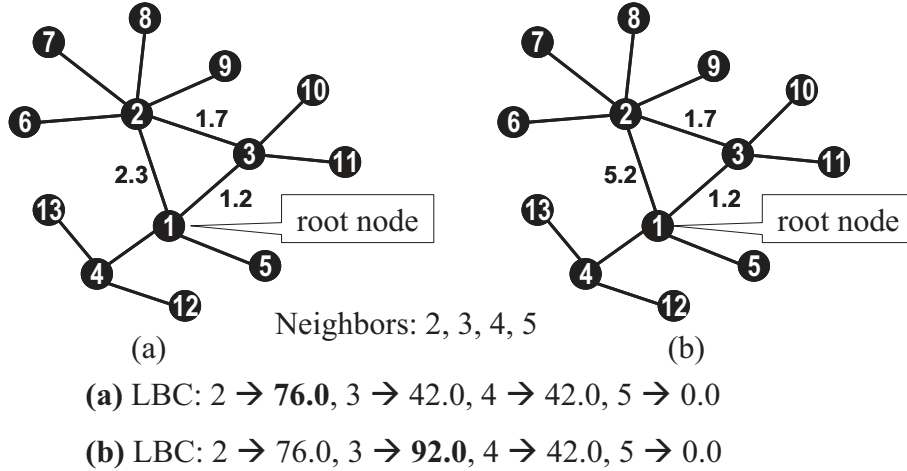 8 8
7 9 7 9
10 10
2 1.7 2 1.7
6 3 6 3
11 11
2.3 1.2 5.2 1.2
13 13
1 root node 1 root node
4 5 4 5
12 12
Neighbors: 2, 3, 4, 5
(a) (b)
(a) LBC: 2 → 76.0, 3 → 42.0, 4 → 42.0, 5 → 0.0
(b) LBC: 2 → 76.0, 3 → 92.0, 4 → 42.0, 5 → 0.0